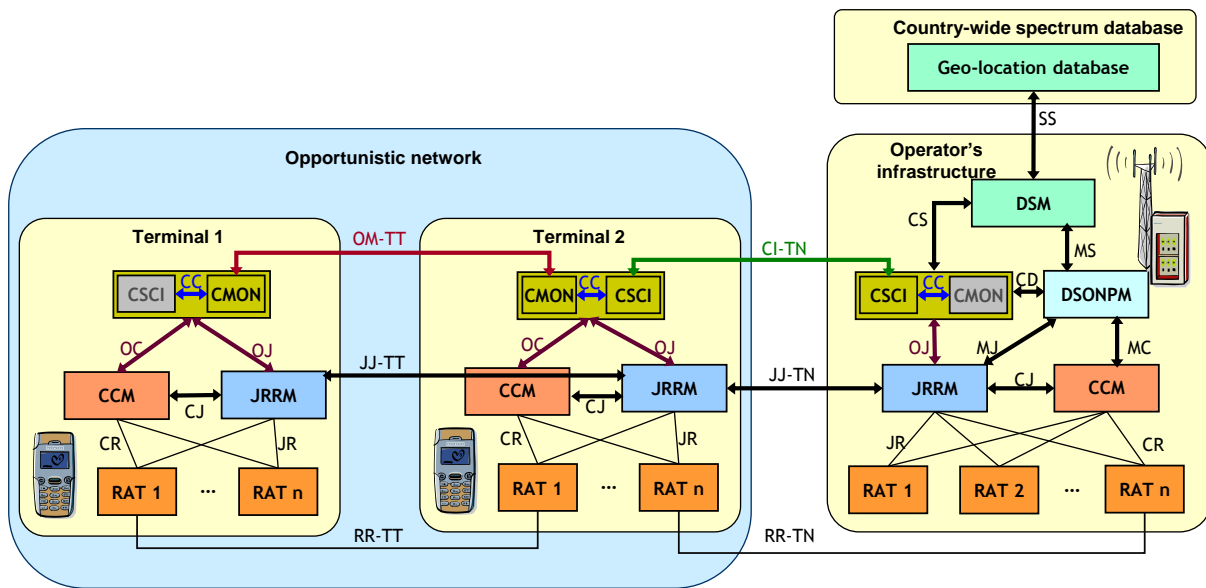 Country-wide spectrum database
Geo-location database
SS
Opportunistic network
Operator's
infrastructure
DSM
CS
MS
Terminal 1
OM-TT
Terminal 2
CI-TN
CSCI
CC
CMON
CMON
CC
CSCI
CSCI
CC
CMON
CD
DSONPM
OC
OJ
OC
OJ
OJ
MJ
MC
CCM
CJ
JRRM
JJ-TT
CCM
CJ
JRRM
JJ-TN
JRRM
CJ
CCM
CR
JR
CR
JR
JR
CR
RAT 1
...
RAT n
RAT 1
...
RAT n
RAT 1
RAT 2
...
RAT n
RR-TT
RR-TN